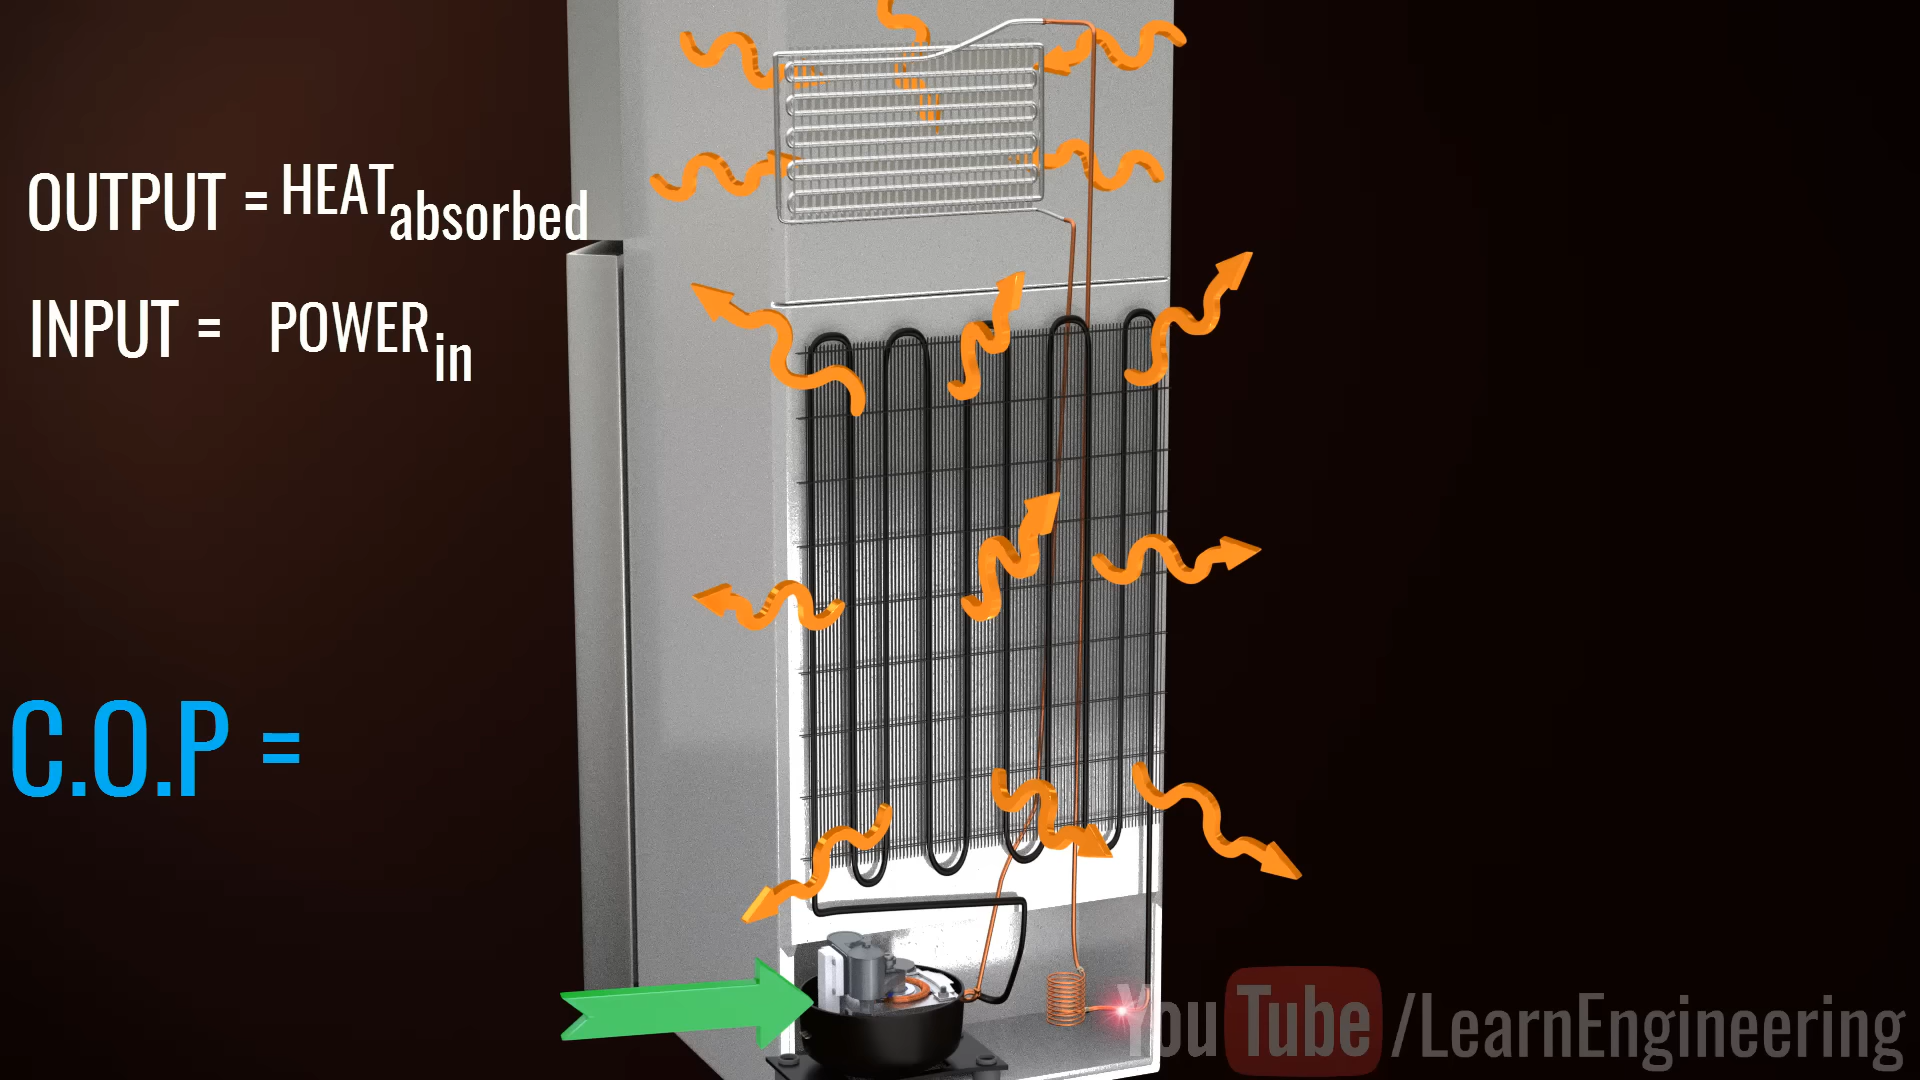 OUTPUT = HEATabsorbed
INPUT = POWERin
C.O.P =
YouTube/LearnEngineering